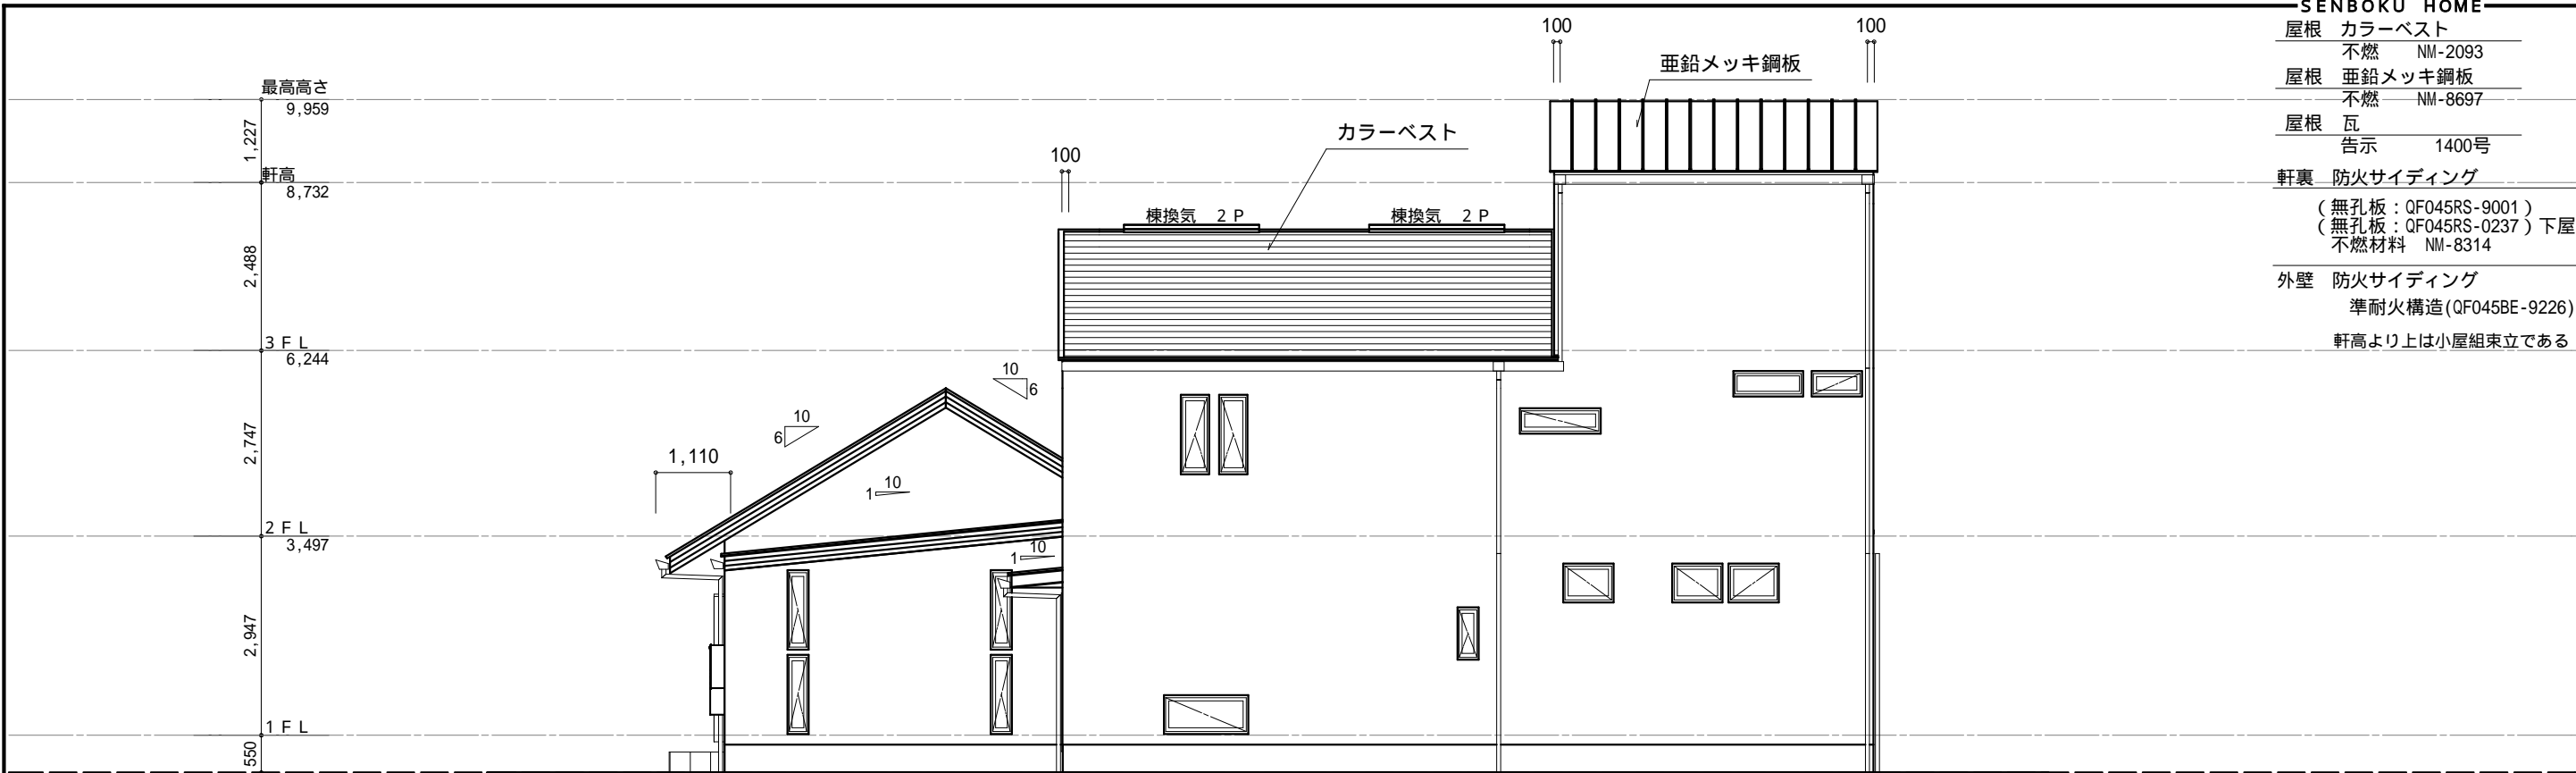 SENBOKU HOME
屋根 カラーベスト
不燃 NM-2093
屋根 亜鉛メッキ鋼板
不燃 NM-8697
屋根 瓦
告示 1400号
軒裏 防火サイディング
(無孔板:QF045RS-9001)
(無孔板:QF045RS-0237)下屋
不燃材料 NM-8314
外壁 防火サイディング
準耐火構造(QF045BE-9226)
軒高より上は小屋組束立である
100
100
亜鉛メッキ鋼板
カラーベスト
100
棟換気 2P
棟換気 2P
最高高さ
9,959
1,227
軒高
8,732
2,488
3FL
6,244
2,747
2FL
3,497
2,947
1FL
550
10
6
10
6
1,110
10
1
10
1